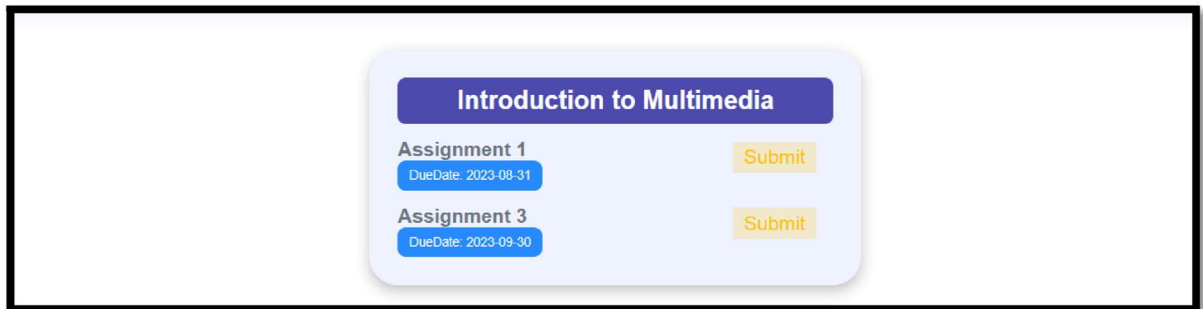 Introduction to Multimedia
Assignment 1
Submit
DueDate: 2023-08-31
Assignment 3
Submit
DueDate: 2023-09-30